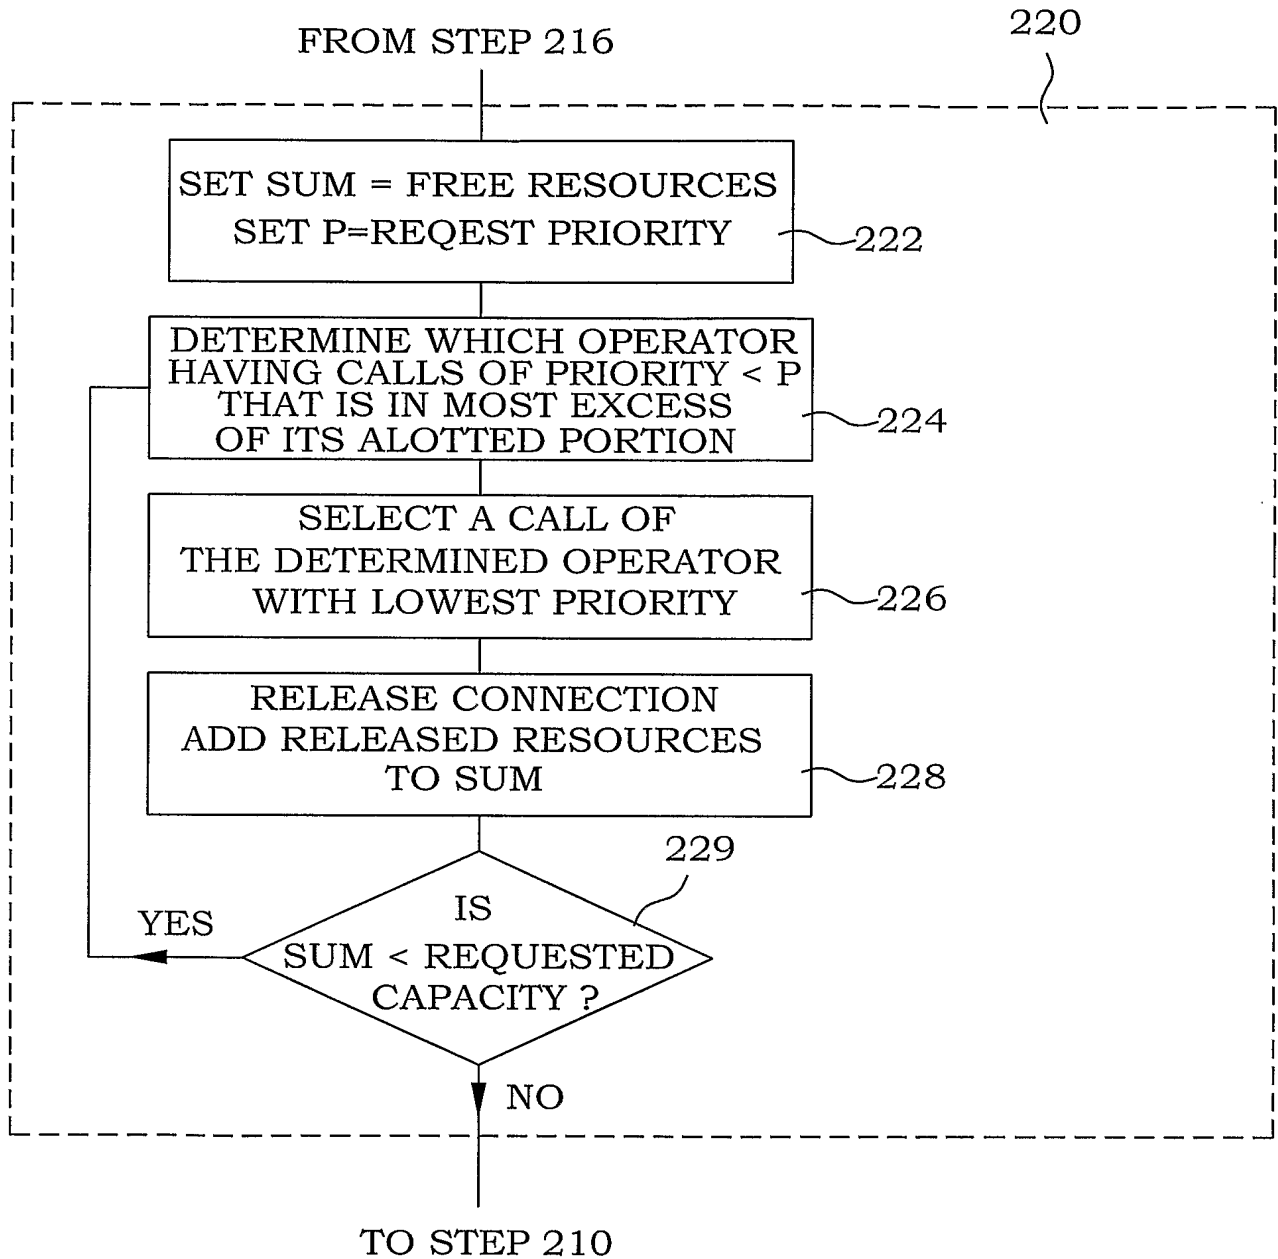 FROM STEP 216
220
SET SUM = FREE RESOURCES
SET P=REQEST PRIORITY
222
DETERMINE WHICH OPERATOR
HAVING CALLS OF PRIORITY < P
THAT IS IN MOST EXCESS
OF ITS ALOTTED PORTION
224
SELECT A CALL OF
THE DETERMINED OPERATOR
WITH LOWEST PRIORITY
226
RELEASE CONNECTION
ADD RELEASED RESOURCES
TO SUM
228
229
IS
SUM < REQUESTED
CAPACITY ?
YES
NO
TO STEP 210